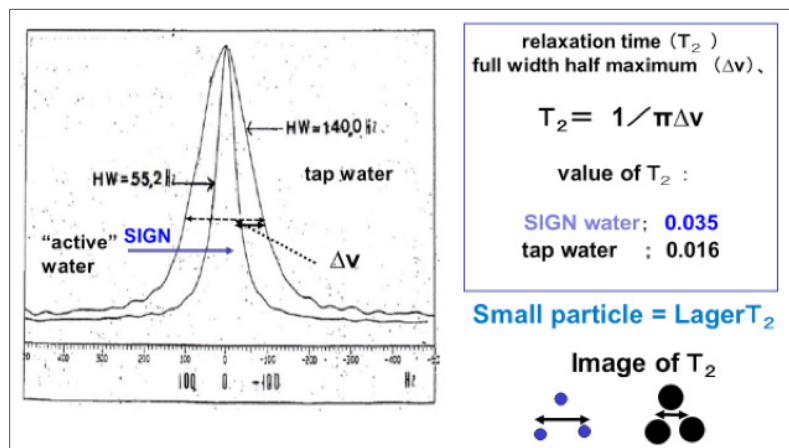 HW=140,0 Hz
HW=55,2 Hz
tap water
"active" SIGN
water
Δv
400 200 100 0 -100 -200 -300 -400
100 0. -100 Hz
relaxation time (T₂)
full width half maximum (Δv)、
T₂= 1/πΔv
value of T₂ :
SIGN water; 0.035
tap water ; 0.016
Small particle = LagerT₂
Image of T₂